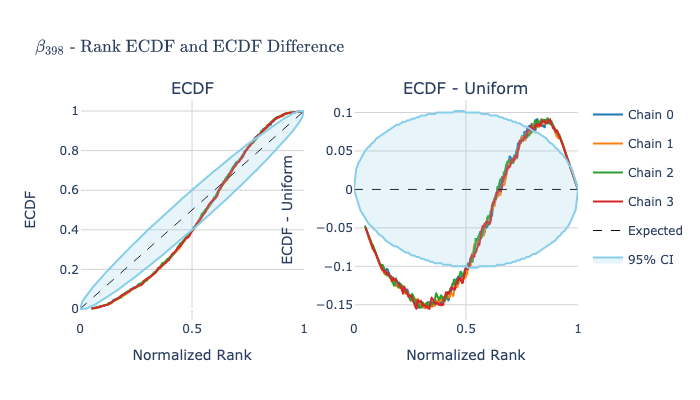 β398 - Rank ECDF and ECDF Difference
ECDF
ECDF - Uniform
1
0.8
0.6
0.4
0.2
0
ECDF
0
0.5
1
Normalized Rank
0.1
0.05
0
−0.05
−0.1
−0.15
ECDF - Uniform
0
0.5
1
Normalized Rank
Chain 0
Chain 1
Chain 2
Chain 3
Expected
95% CI